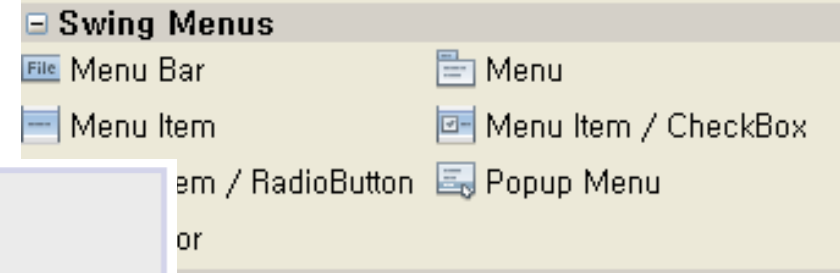 Swing Menus
File Menu Bar Menu
Menu Item Menu Item / CheckBox
em / RadioButton Popup Menu
or